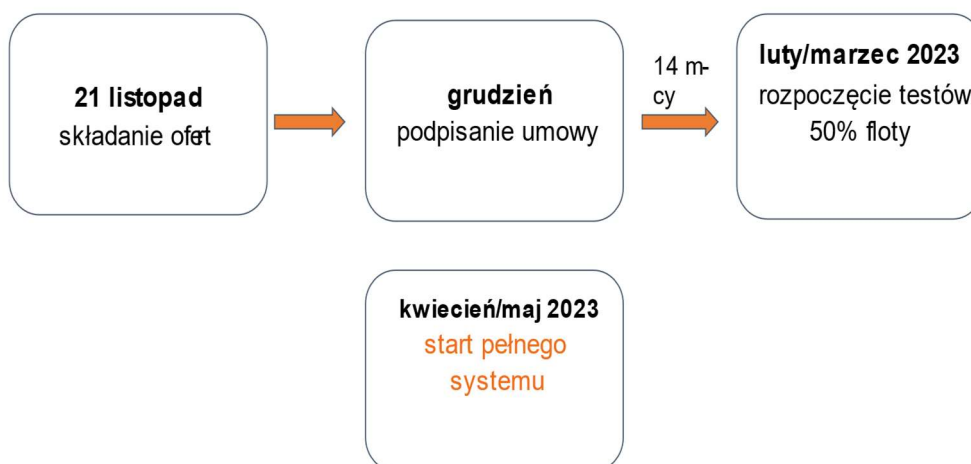 21 listopad
składanie ofert
grudzień
podpisanie umowy
14 m-
cy
luty/marzec 2023
rozpoczęcie testów
50% floty
kwiecień/maj 2023
start pełnego
systemu